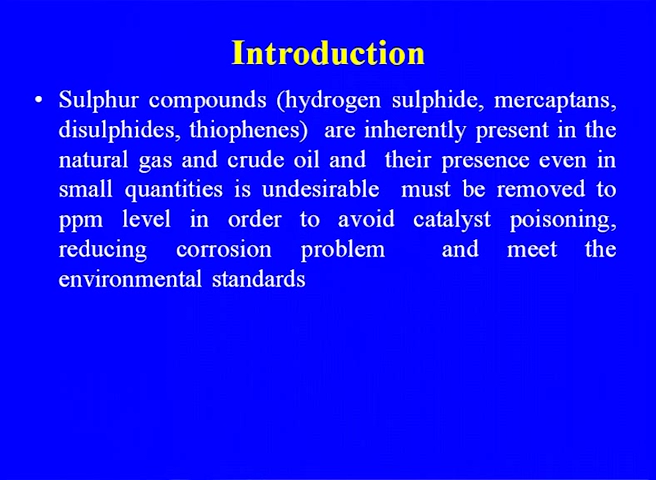 Introduction
• Sulphur compounds (hydrogen sulphide, mercaptans,
disulphides, thiophenes) are inherently present in the
natural gas and crude oil and their presence even in
small quantities is undesirable must be removed to
ppm level in order to avoid catalyst poisoning,
reducing corrosion problem and meet the
environmental standards